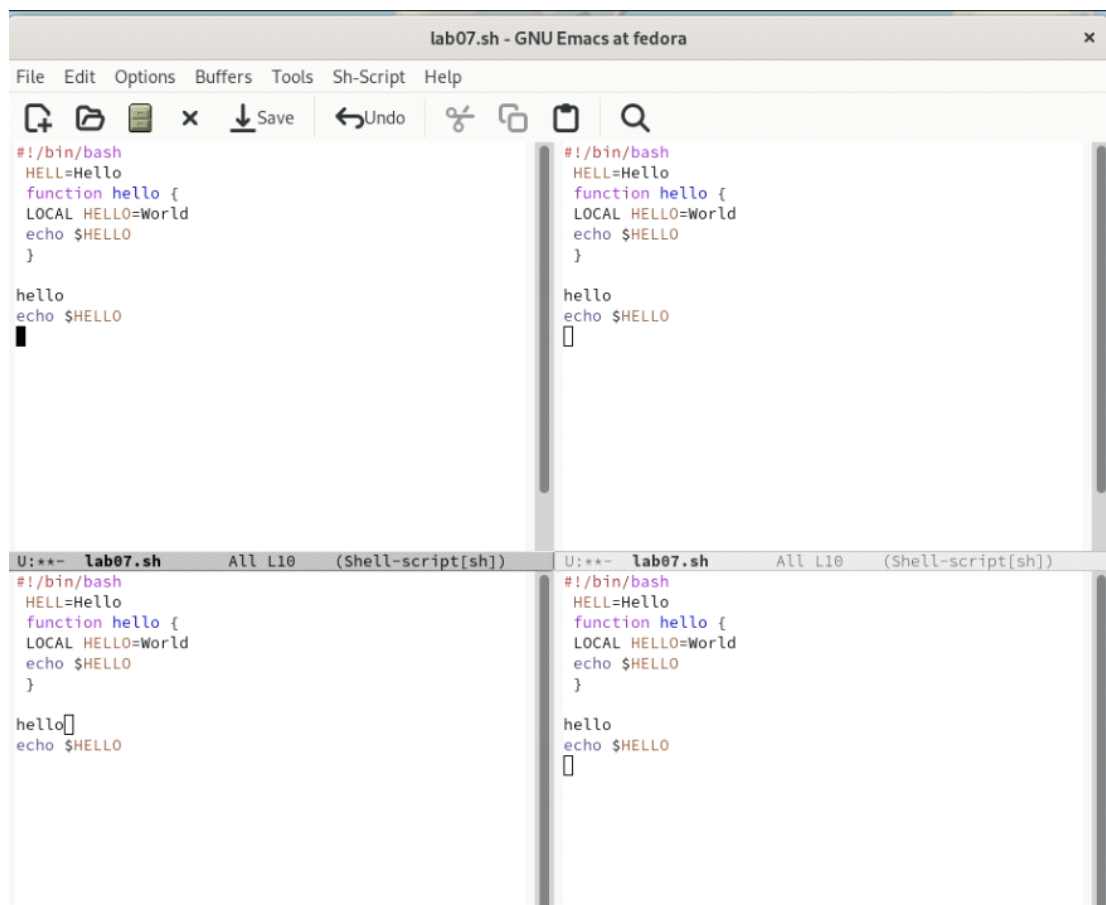 lab07.sh - GNU Emacs at fedora
File Edit Options Buffers Tools Sh-Script Help
Save Undo
#!/bin/bash
HELL=Hello
function hello {
LOCAL HELLO=World
echo $HELLO
}
hello
echo $HELLO
U:**- lab07.sh All L10 (Shell-script[sh])
#!/bin/bash
HELL=Hello
function hello {
LOCAL HELLO=World
echo $HELLO
}
hello
echo $HELLO
U:**- lab07.sh All L10 (Shell-script[sh])
#!/bin/bash
HELL=Hello
function hello {
LOCAL HELLO=World
echo $HELLO
}
hello
echo $HELLO
#!/bin/bash
HELL=Hello
function hello {
LOCAL HELLO=World
echo $HELLO
}
hello
echo $HELLO